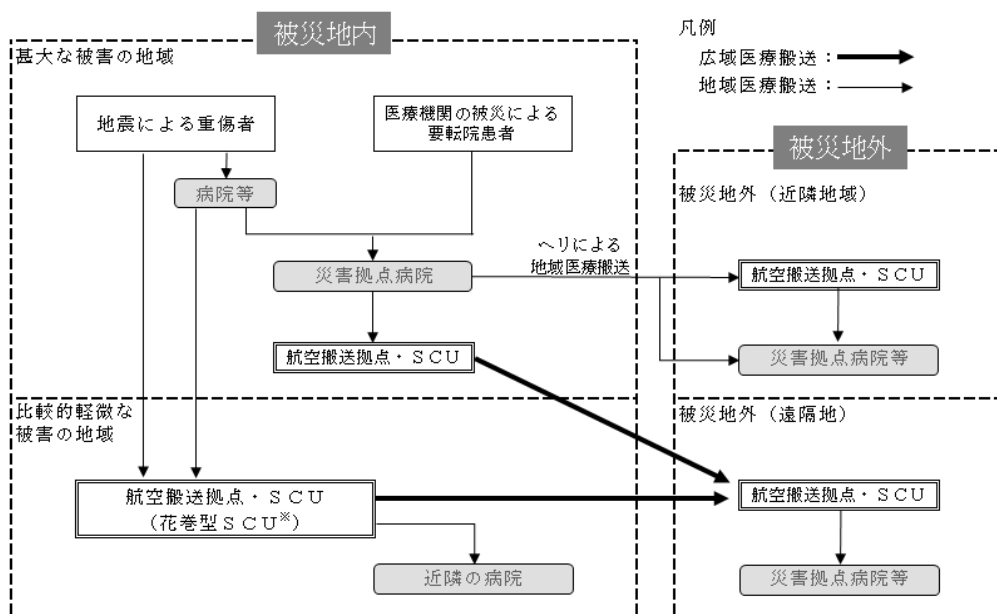 被災地内
甚大な被害の地域
地震による重傷者
医療機関の被災による
要転院患者
病院等
災害拠点病院
ヘリによる
地域医療搬送
航空搬送拠点・SCU
比較的軽微な
被害の地域
航空搬送拠点・SCU
(花巻型SCU※)
近隣の病院
凡例
広域医療搬送：
地域医療搬送：
被災地外
被災地外（近隣地域）
航空搬送拠点・SCU
災害拠点病院等
被災地外（遠隔地）
航空搬送拠点・SCU
災害拠点病院等